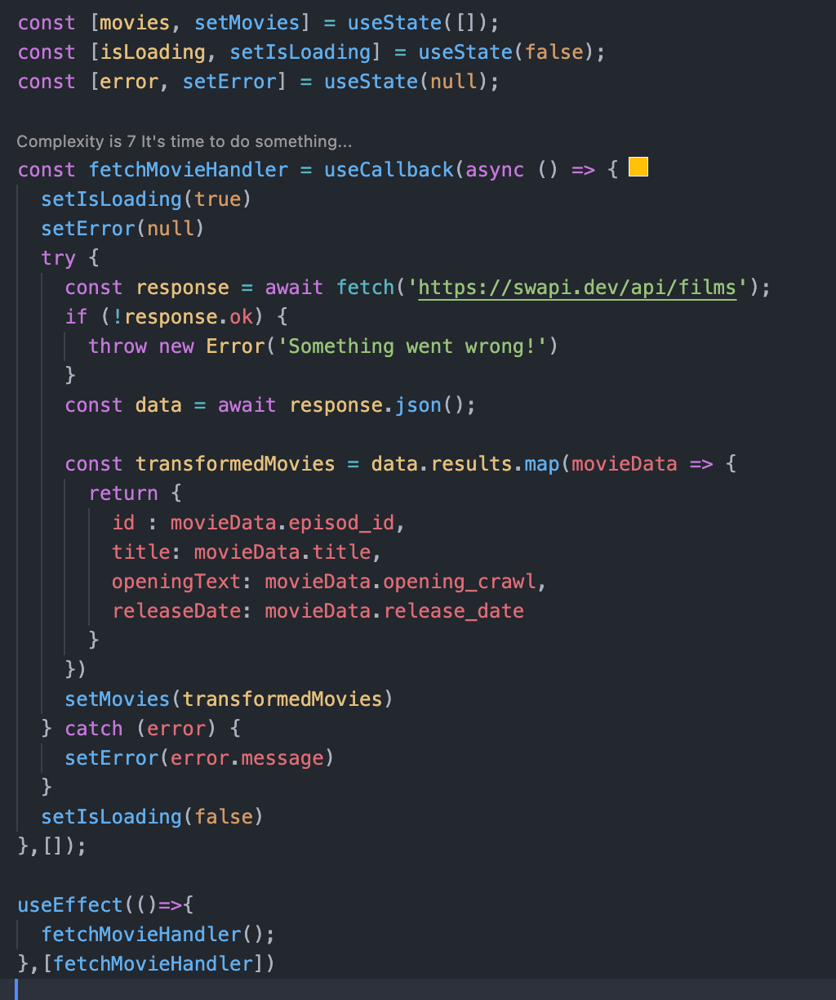 const [movies, setMovies] = useState([]);
const [isLoading, setIsLoading] = useState(false);
const [error, setError] = useState(null);

Complexity is 7 It's time to do something...
const fetchMovieHandler = useCallback(async () => {
  setIsLoading(true)
  setError(null)
  try {
    const response = await fetch('https://swapi.dev/api/films');
    if (!response.ok) {
      throw new Error('Something went wrong!')
    }
    const data = await response.json();

    const transformedMovies = data.results.map(movieData => {
      return {
        id : movieData.episod_id,
        title: movieData.title,
        openingText: movieData.opening_crawl,
        releaseDate: movieData.release_date
      }
    })
    setMovies(transformedMovies)
  } catch (error) {
    setError(error.message)
  }
  setIsLoading(false)
},[]);

useEffect(()=>{
  fetchMovieHandler();
},[fetchMovieHandler])